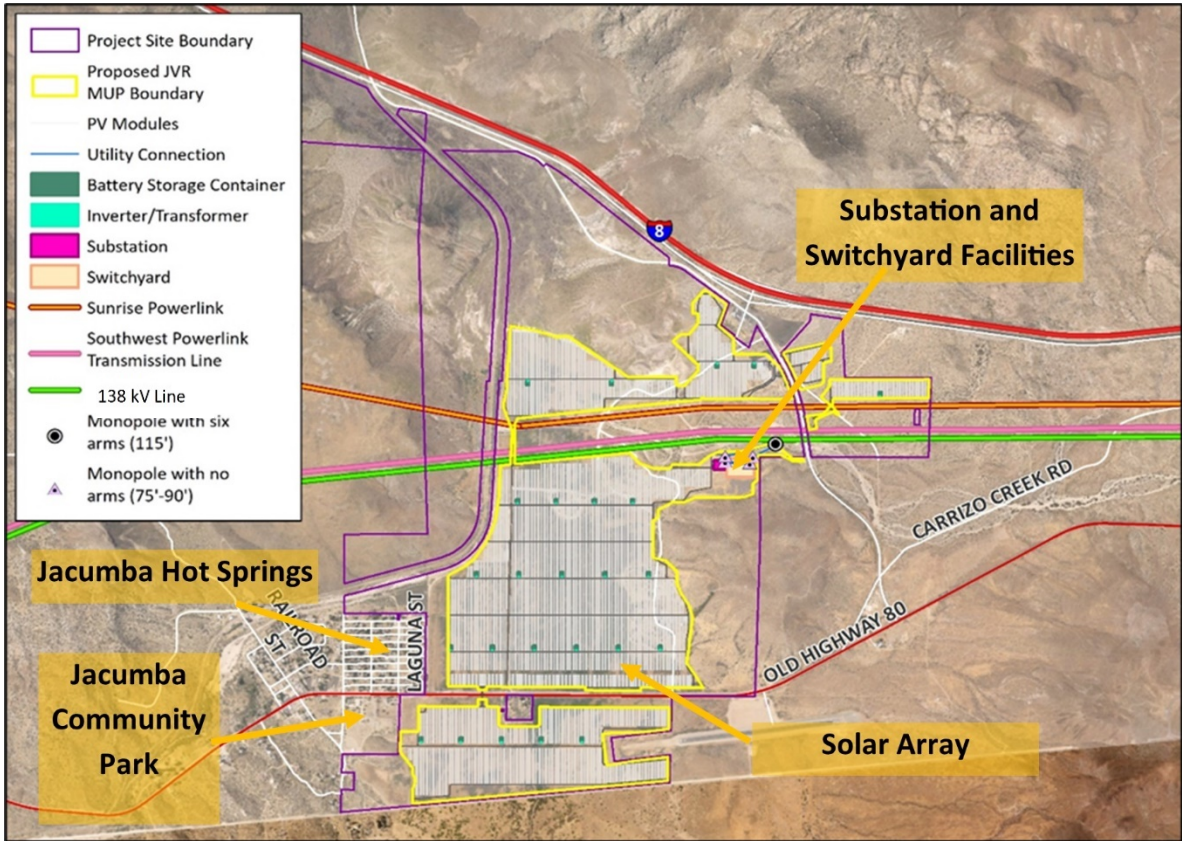 Project Site Boundary
Proposed JVR
MUP Boundary
PV Modules
Utility Connection
Battery Storage Container
Inverter/Transformer
Substation
Switchyard
Sunrise Powerlink
Southwest Powerlink
Transmission Line
138 kV Line
Monopole with six
arms (115')
Monopole with no
arms (75'-90')
8
Substation and
Switchyard Facilities
CARRIZO CREEK RD
Jacumba Hot Springs
RAILROAD
ST
LAGUNA ST
OLD HIGHWAY 80
Jacumba
Community
Park
Solar Array